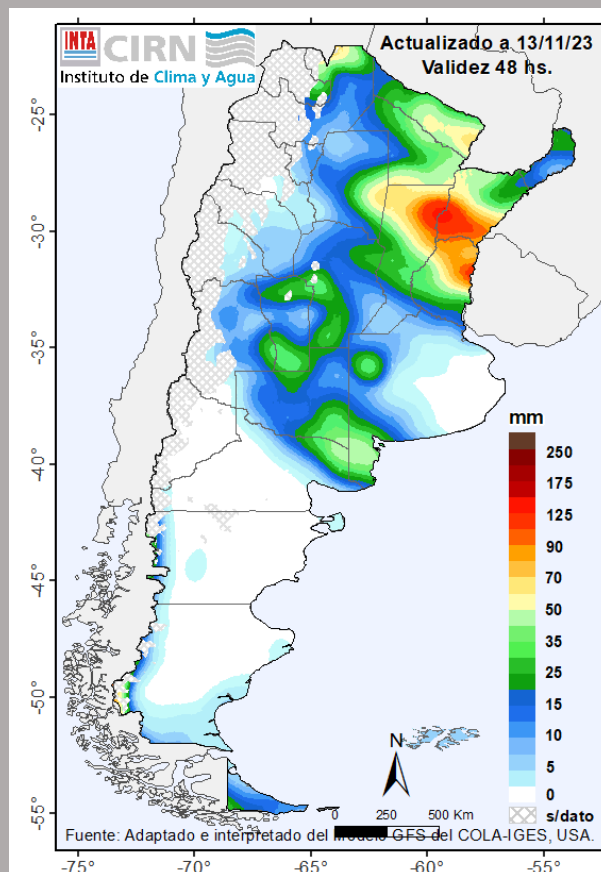 INTA CIRN
Instituto de Clima y Agua
Actualizado a 13/11/23
Validez 48 hs.
-25°
-30°
-35°
-40°
-45°
-50°
-55°
mm
250
175
125
90
70
50
35
25
15
10
5
0
s/dato
N
0 250 500 Km
Fuente: Adaptado e interpretado del modelo GFS del COLA-IGES, USA.
-75° -70° -65° -60° -55°